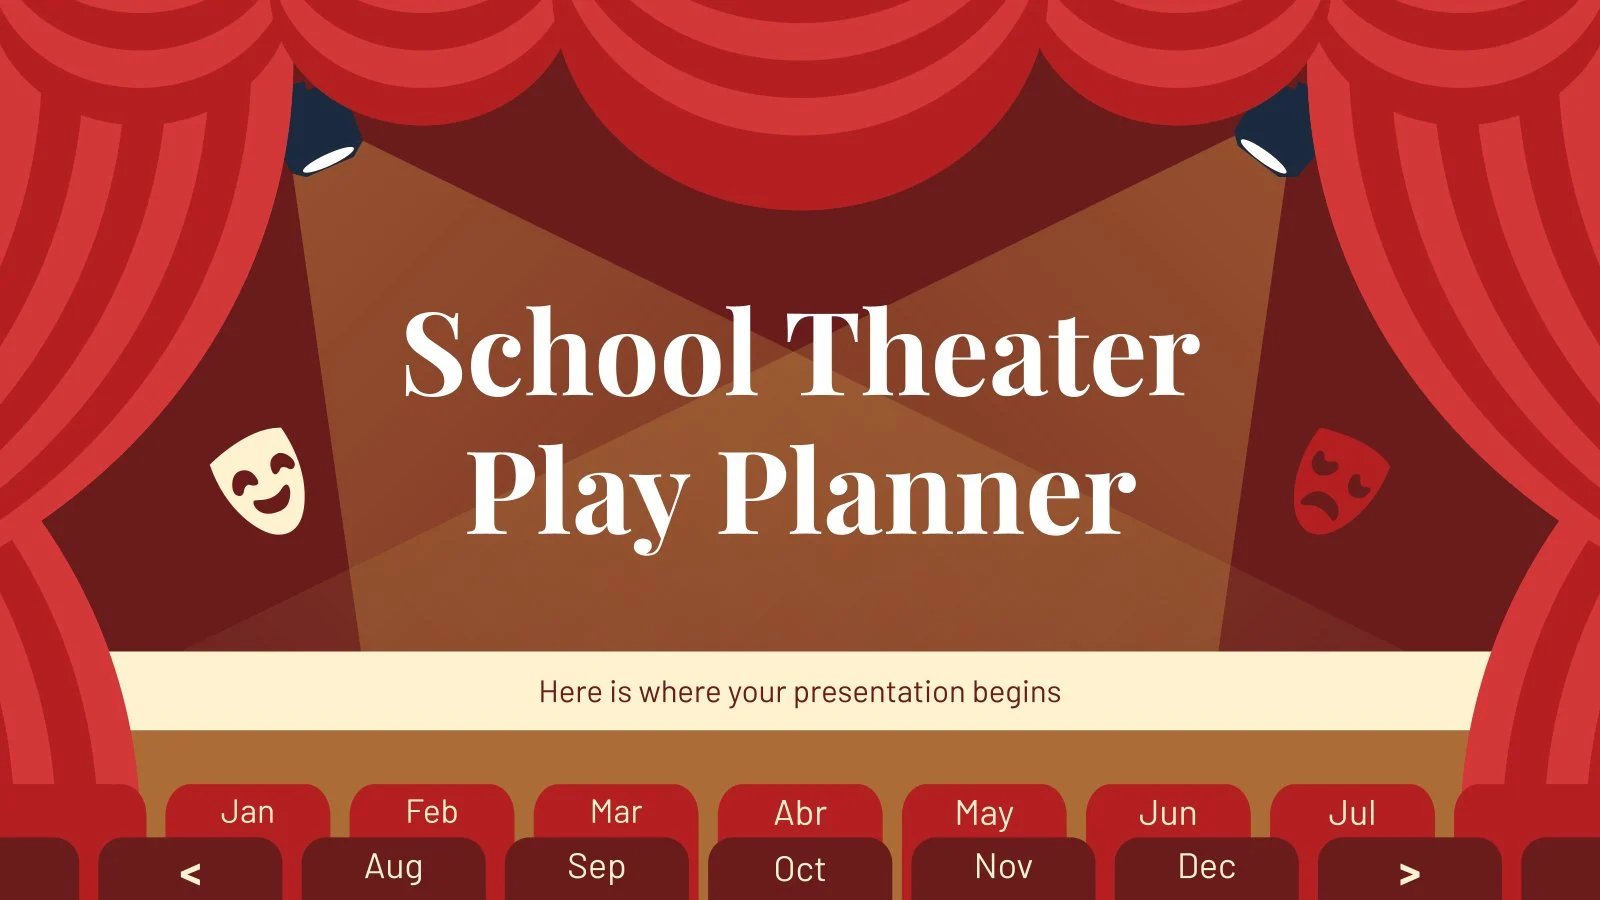 School Theater
Play Planner
Here is where your presentation begins
Jan Feb Mar Abr May Jun Jul
< Aug Sep Oct Nov Dec >